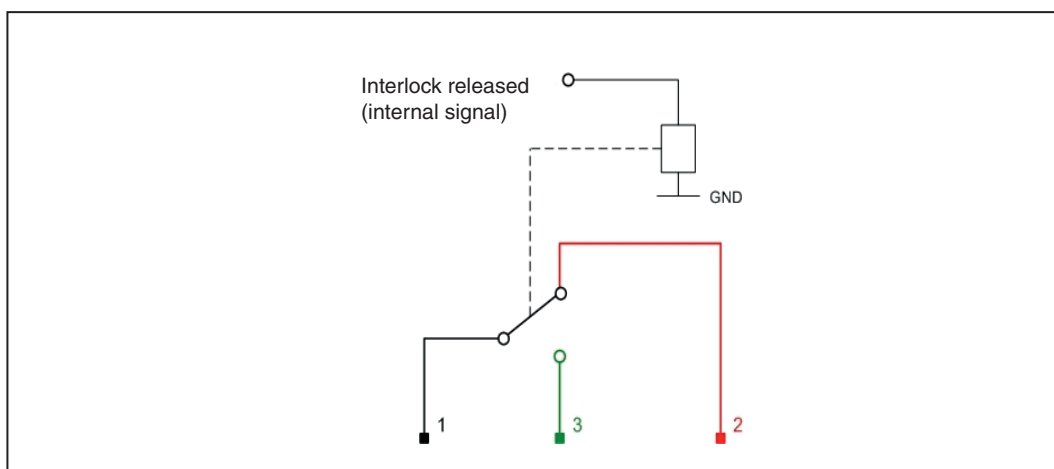 Interlock released
(internal signal)
GND
1
3
2